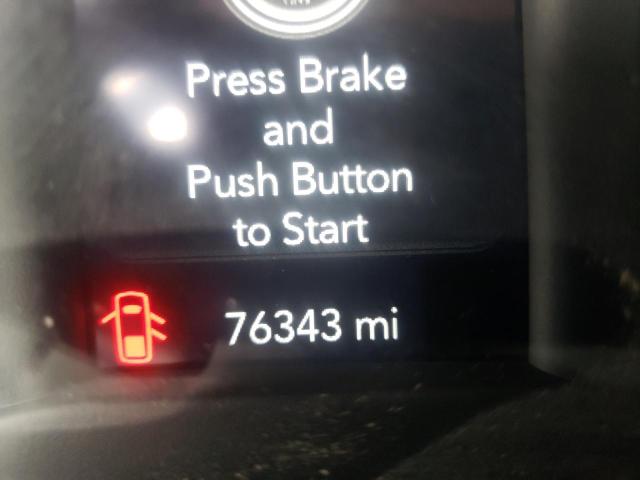 Press Brake
and
Push Button
to Start
76343 mi